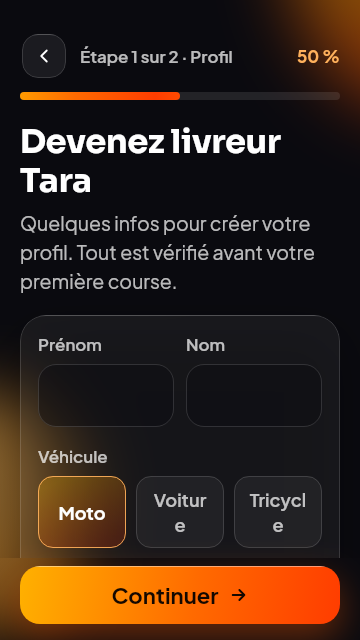 Étape 1 sur 2 · Profil
50 %
Devenez livreur
Tara
Quelques infos pour créer votre
profil. Tout est vérifié avant votre
première course.
Prénom
Nom
Véhicule
Moto
Voitur
e
Tricycl
e
Continuer →